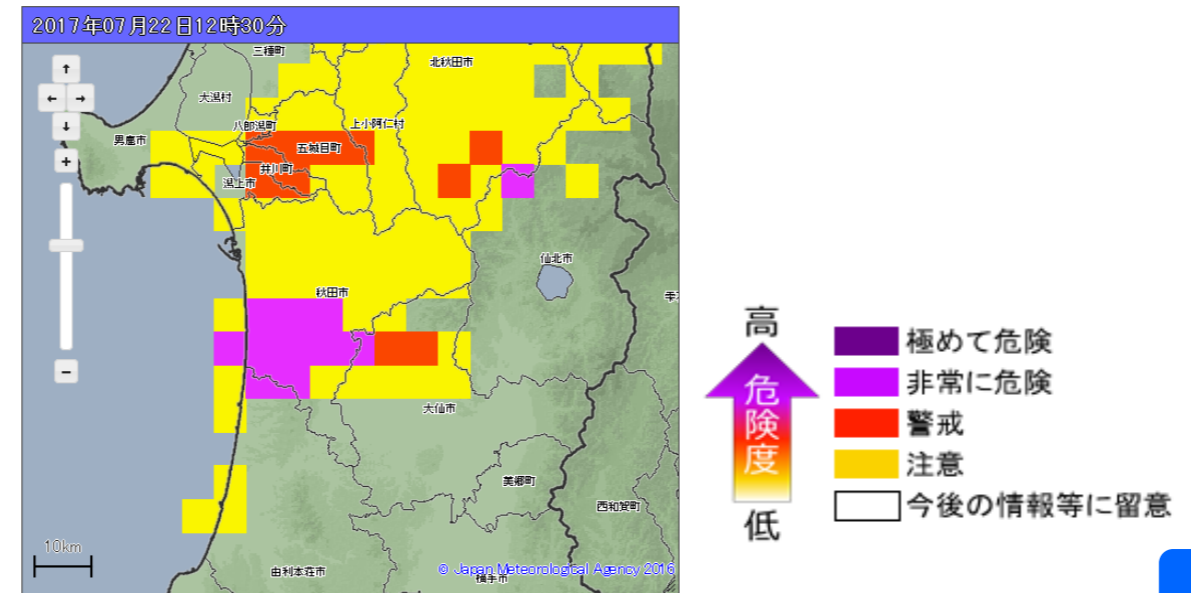 2017年07月22日12時30分
三種町
北秋田市
大潟村
八郎潟町
上小阿仁村
男鹿市
五城目町
井川町
潟上市
仙北市
秋田市
大仙市
美郷町
西和賀町
10km
由利本荘市
© Japan Meteorological Agency 2016
横手市
高
危険度
低
極めて危険
非常に危険
警戒
注意
今後の情報等に留意